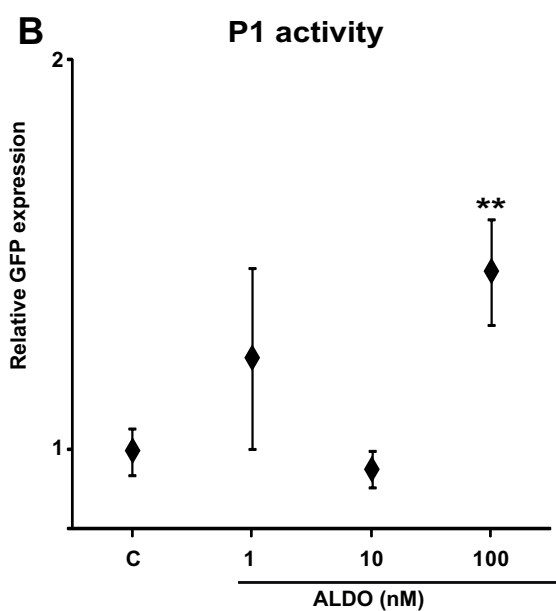 B
P1 activity
Relative GFP expression
2
1
**
C 1 10 100
ALDO (nM)